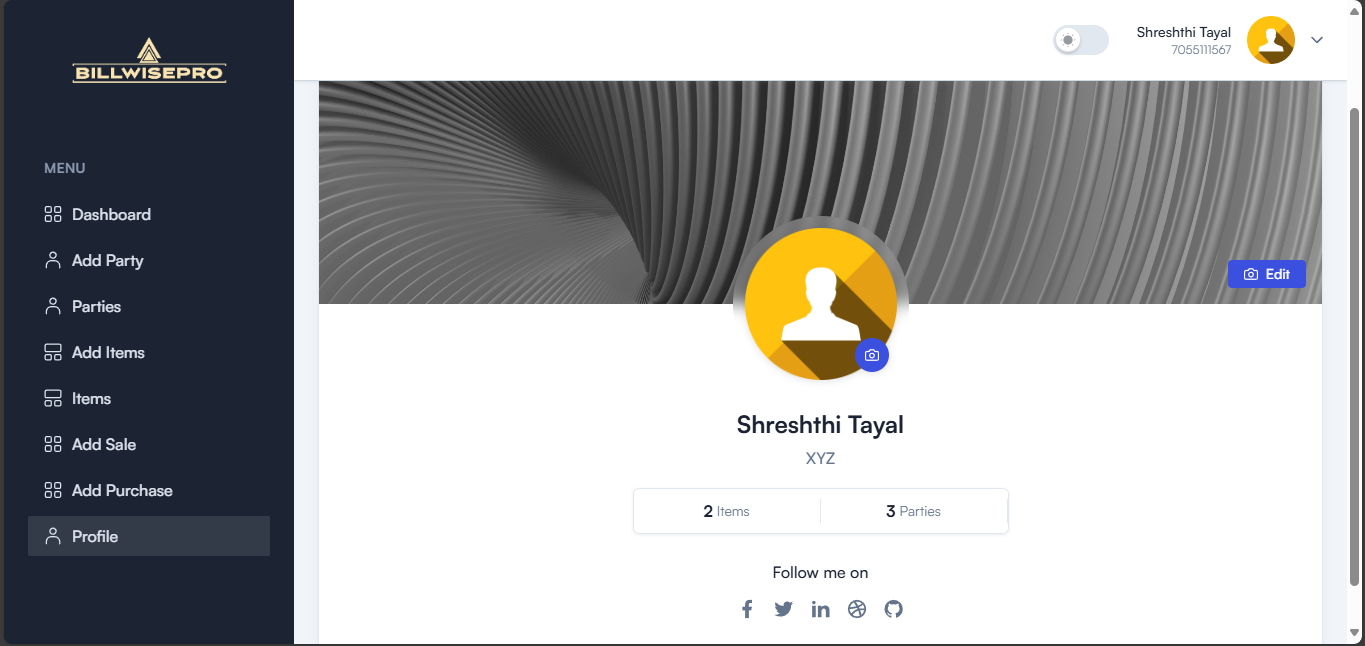 BILLWISEPRO
MENU
Dashboard
Add Party
Parties
Add Items
Items
Add Sale
Add Purchase
Profile
Shreshthi Tayal
7055111567
Edit
Shreshthi Tayal
XYZ
2 Items
3 Parties
Follow me on